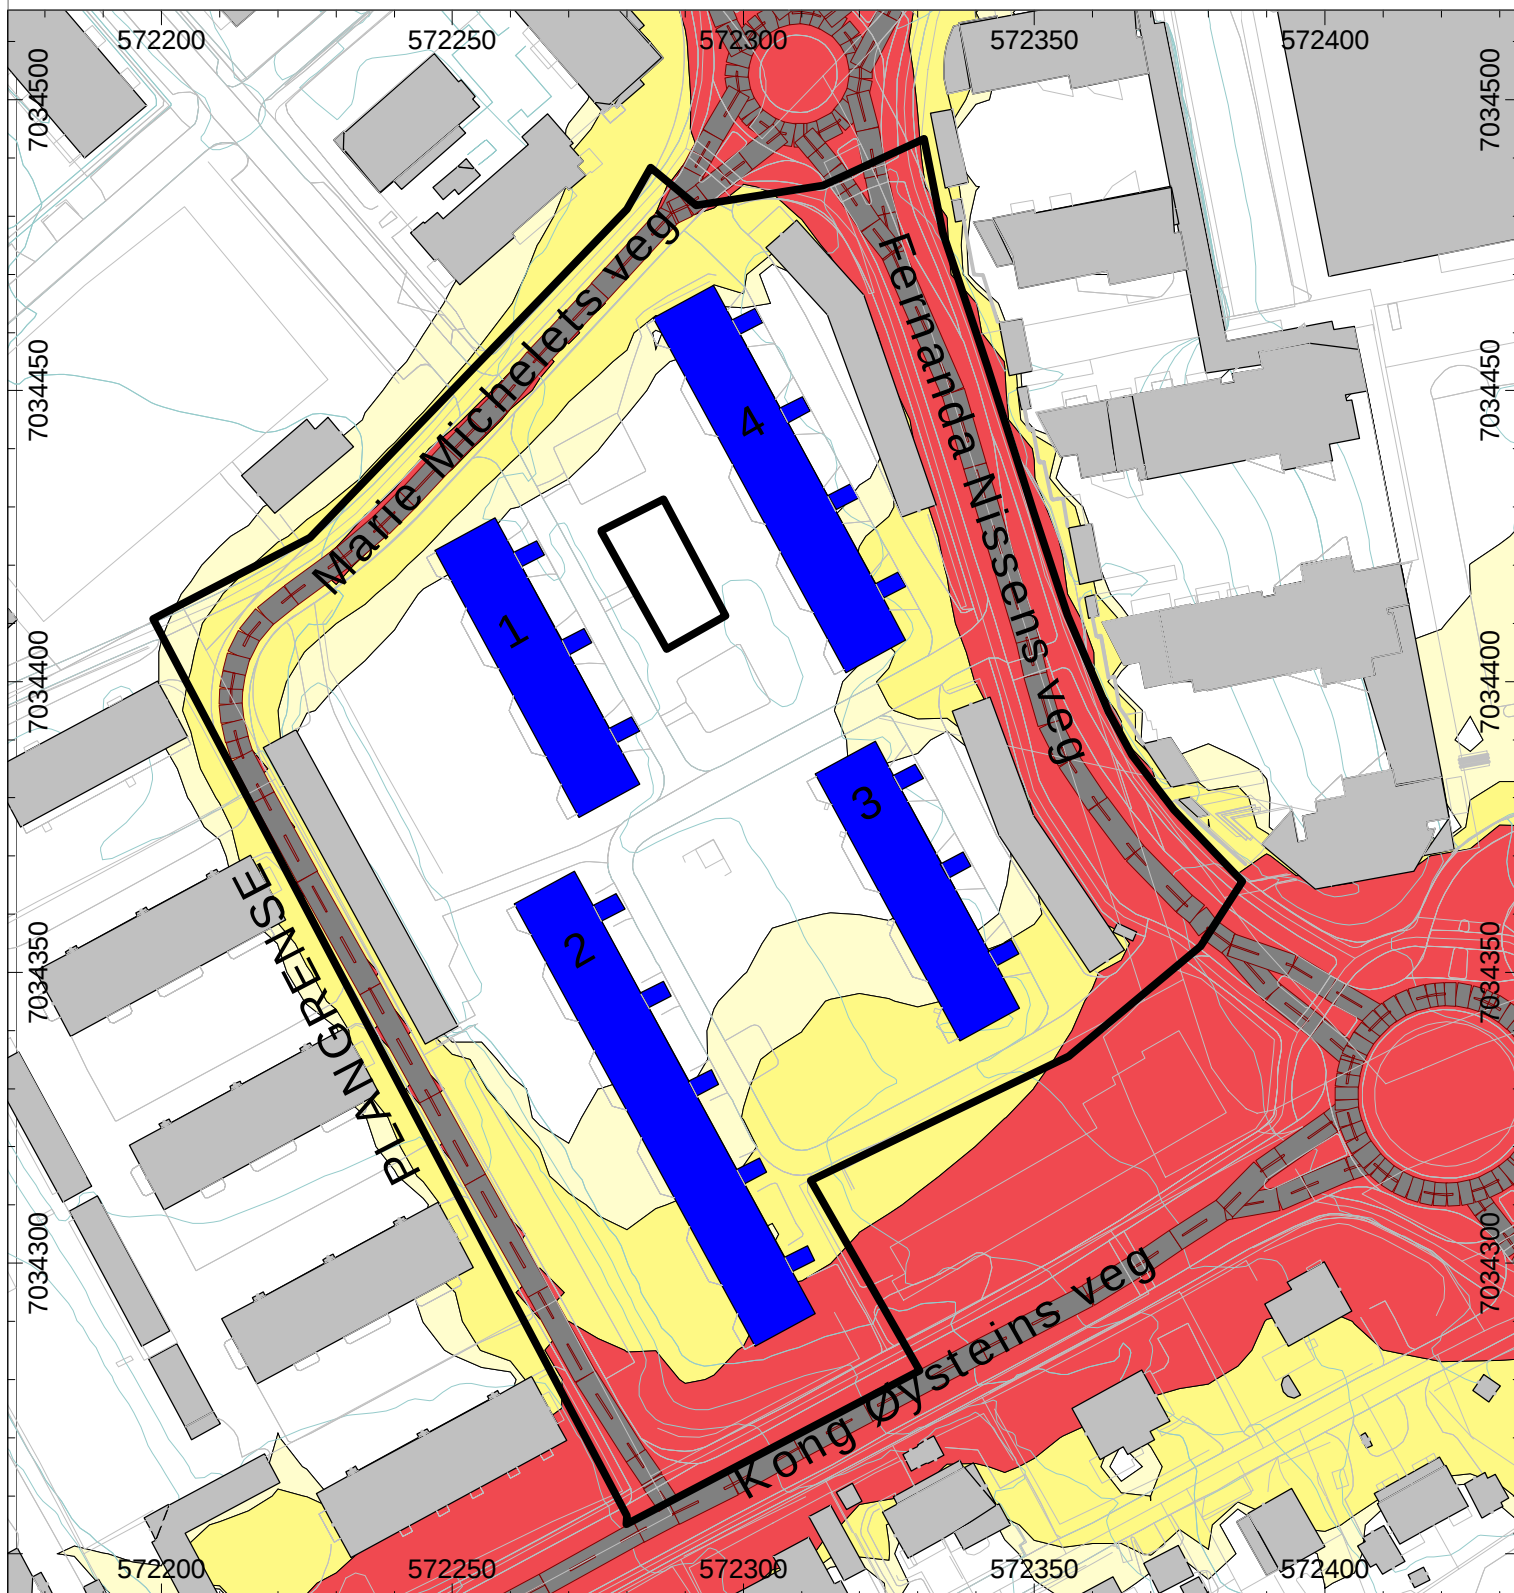 572200 572250 572300 572350 572400
7034500 7034500
Marie Michelets veg
Fernanda Nissens veg
7034450 7034450
4
1
7034400 7034400
3
PLANGRENSE
2
7034350 7034350
7034300 7034300
Kong Øysteins veg
572200 572250 572300 572350 572400